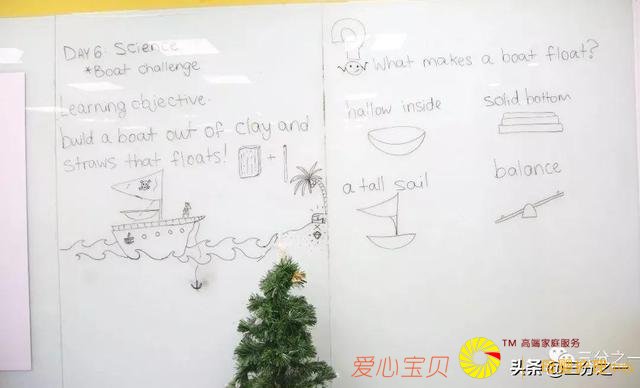 DAY 6: Science
*Boat challenge
Learning objective:
build a boat out of clay and
straws that floats!
+
What makes a boat float?
hallow inside
solid bottom
a tall sail
balance
爱心宝贝
TM 高端家庭服务
头条@三分之一
三分之一